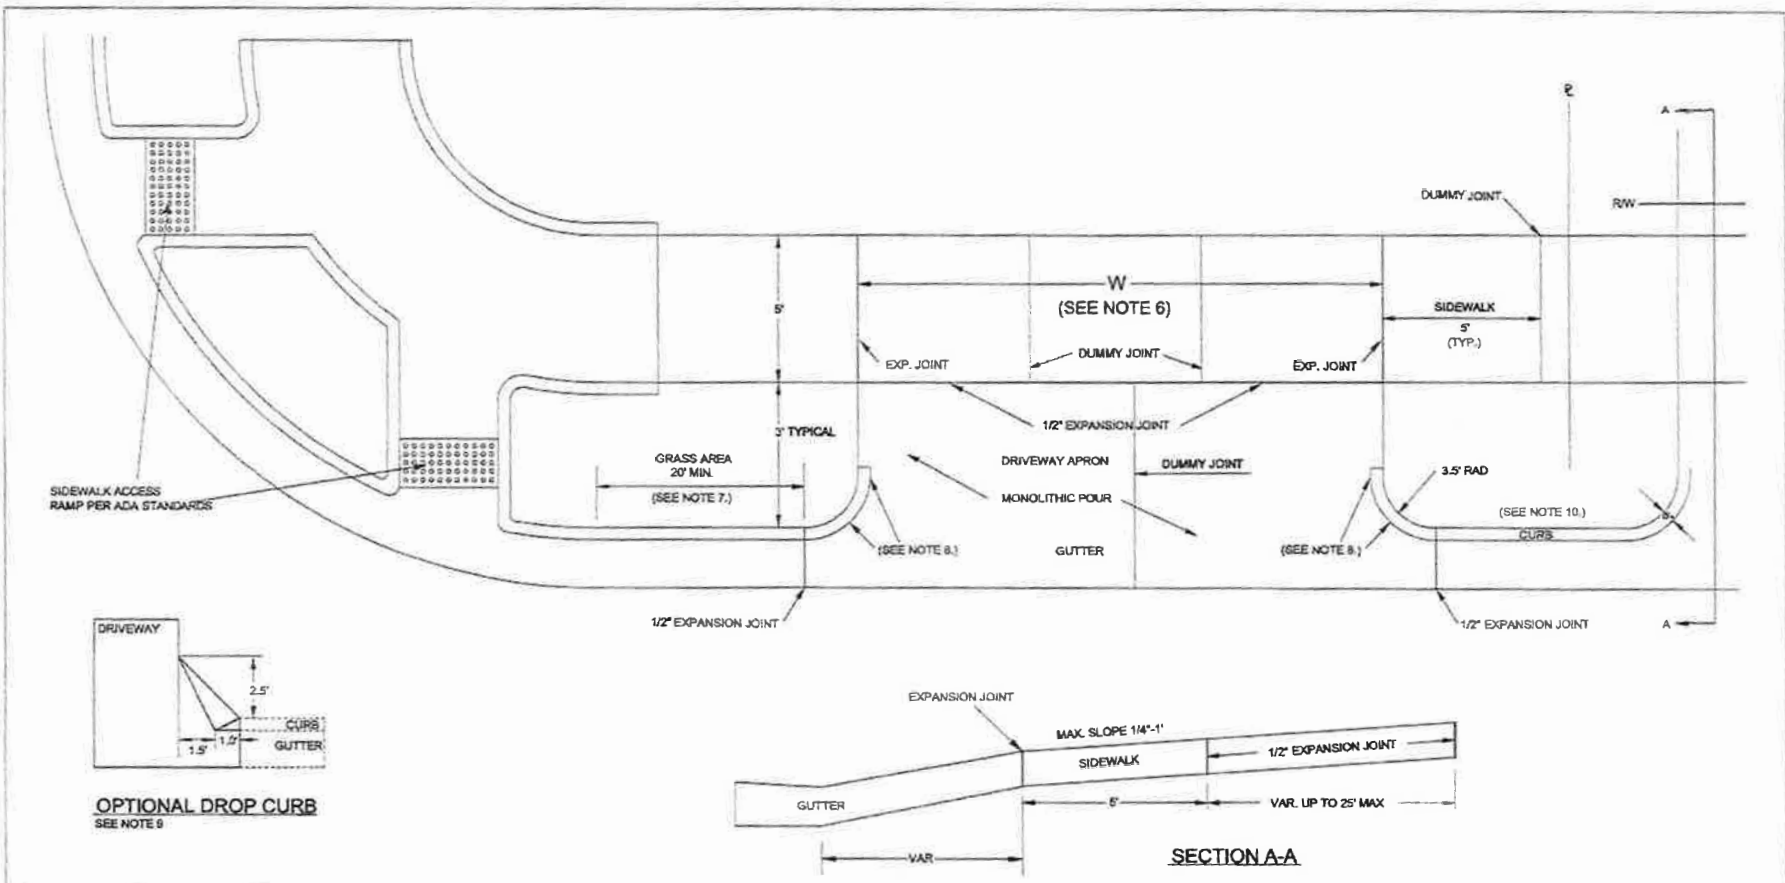 ℄
A
DUMMY JOINT
R/W
W
(SEE NOTE 6)
5'
SIDEWALK
5'
(TYP.)
EXP. JOINT
DUMMY JOINT
EXP. JOINT
1/2" EXPANSION JOINT
3' TYPICAL
GRASS AREA
20' MIN.
(SEE NOTE 7.)
DRIVEWAY APRON
DUMMY JOINT
3.5' RAD
MONOLITHIC POUR
SIDEWALK ACCESS
RAMP PER ADA STANDARDS
(SEE NOTE 10.)
CURB
(SEE NOTE 8.)
GUTTER
(SEE NOTE 8.)
1/2" EXPANSION JOINT
1/2" EXPANSION JOINT
A
DRIVEWAY
2.5'
CURB
1.5'
GUTTER
OPTIONAL DROP CURB
SEE NOTE 9
EXPANSION JOINT
MAX. SLOPE 1/4"-1'
SIDEWALK
1/2" EXPANSION JOINT
GUTTER
VAR. UP TO 25' MAX
VAR
SECTION A-A